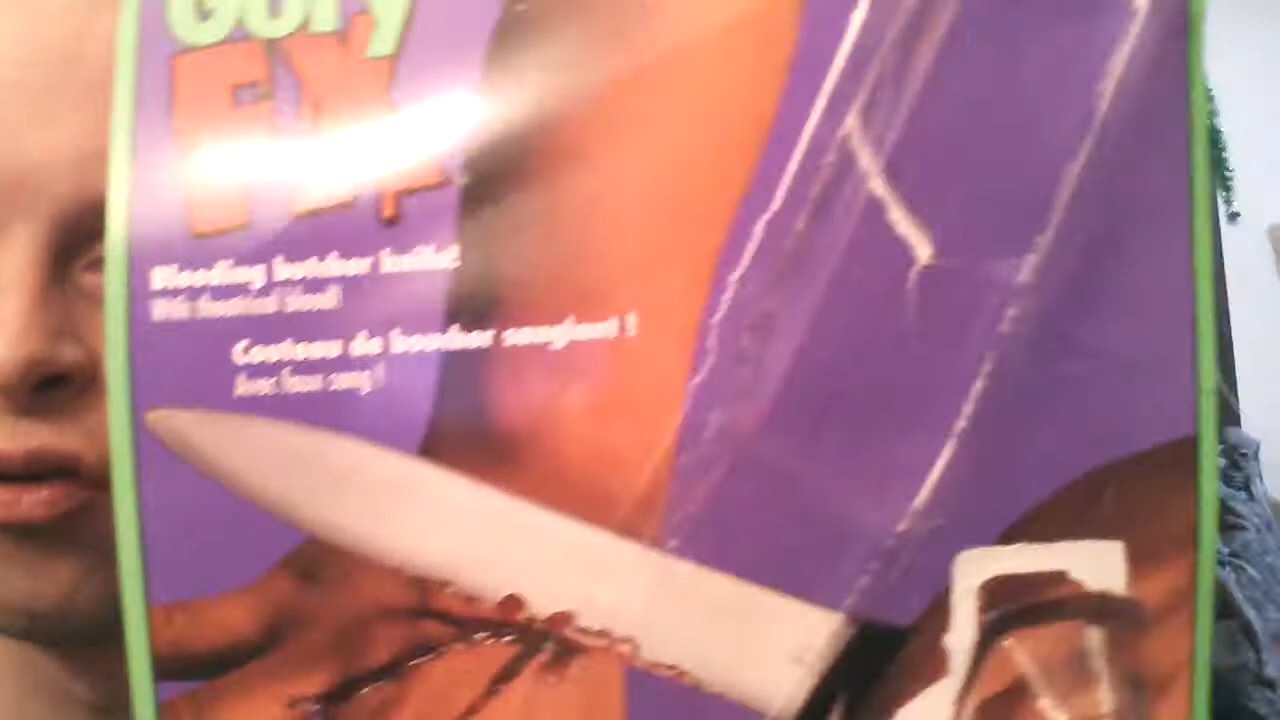 Gory
FX
Bleeding butcher knife!
With theatrical blood!
Couteau de boucher sanglant !
Avec faux sang !